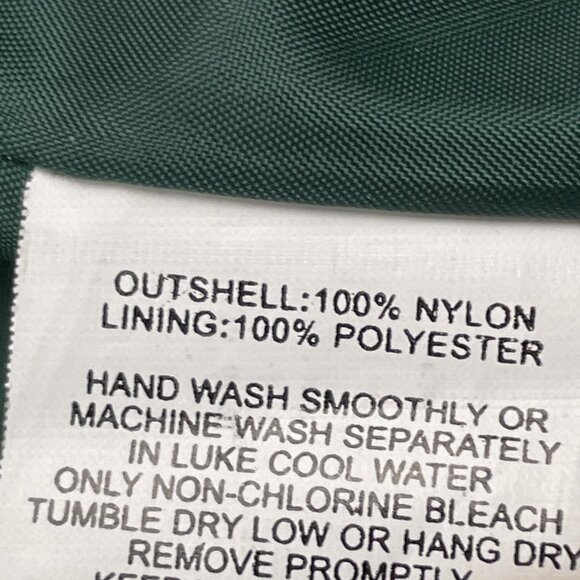 OUTSHELL:100% NYLON
LINING:100% POLYESTER
HAND WASH SMOOTHLY OR
MACHINE WASH SEPARATELY
IN LUKE COOL WATER
ONLY NON-CHLORINE BLEACH
TUMBLE DRY LOW OR HANG DRY
REMOVE PROMPTLY